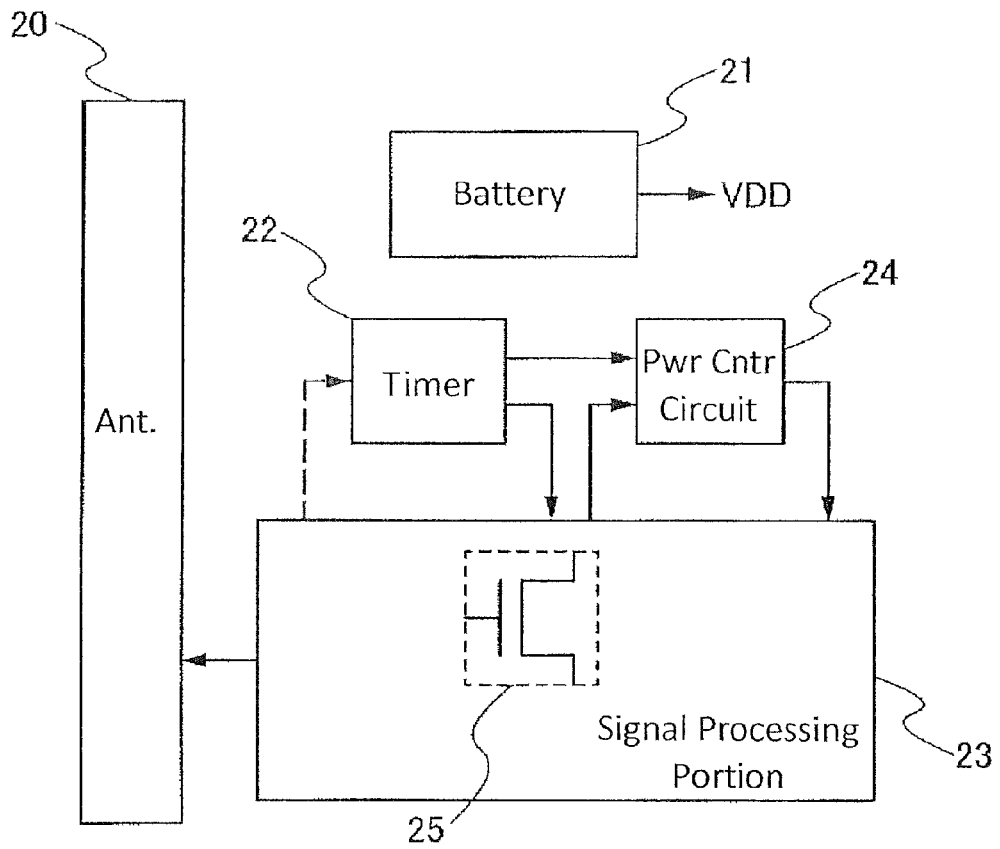 20
21
Battery
VDD
22
24
Timer
Pwr Cntr
Circuit
Ant.
25
Signal Processing
Portion
23